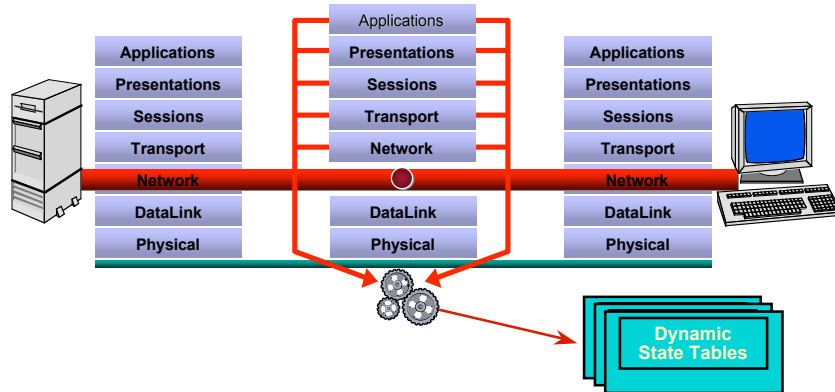 Applications
Presentations
Sessions
Transport
Network
DataLink
Physical
Applications
Presentations
Sessions
Transport
Network
DataLink
Physical
Applications
Presentations
Sessions
Transport
Network
DataLink
Physical
Dynamic
State Tables